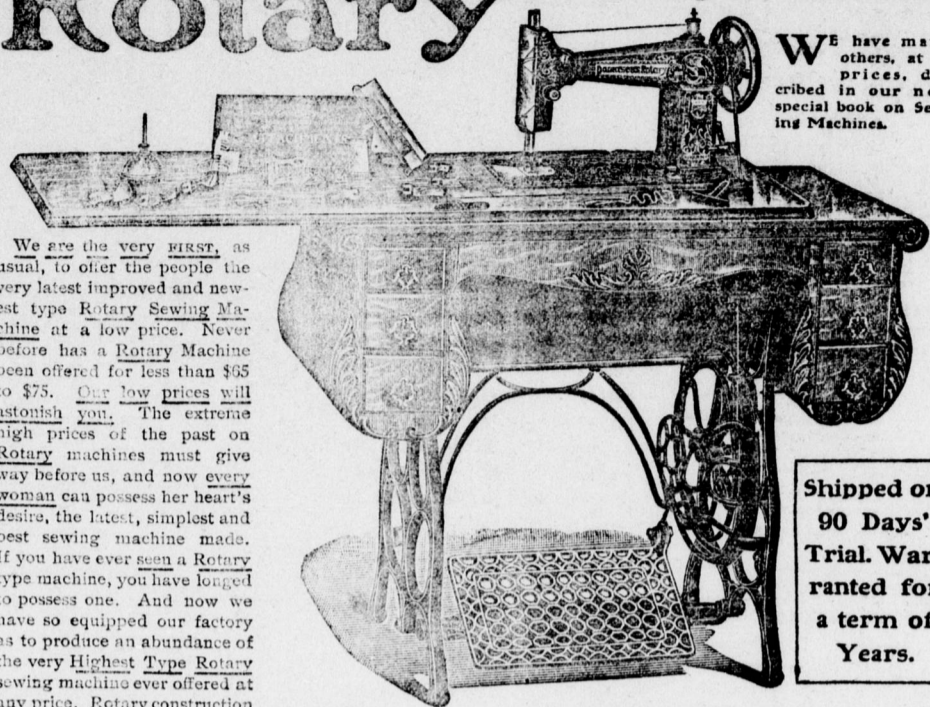 Rotary
WE have ma
others, at
prices, d
cribed in our n
special book on Se
ing Machines.
We are the very FIRST, as
usual, to offer the people the
very latest improved and new-
est type Rotary Sewing Ma-
chine at a low price. Never
before has a Rotary Machine
been offered for less than $65
to $75. Our low prices will
astonish you. The extreme
high prices of the past on
Rotary machines must give
way before us, and now every
woman can possess her heart's
desire, the latest, simplest and
best sewing machine made.
If you have ever seen a Rotary
type machine, you have longed
to possess one. And now we
have so equipped our factory
as to produce an abundance of
the very Highest Type Rotary
sewing machine ever offered at
any price. Rotary construction
Shipped on
90 Days'
Trial. War
ranted for
a term of
Years.